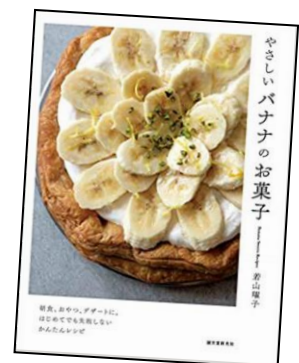 やさしい バナナのお菓子
若山曜子
朝食、おやつ、デザートに。
はじめてでも失敗しない
かんたんレシピ
誠文堂新光社